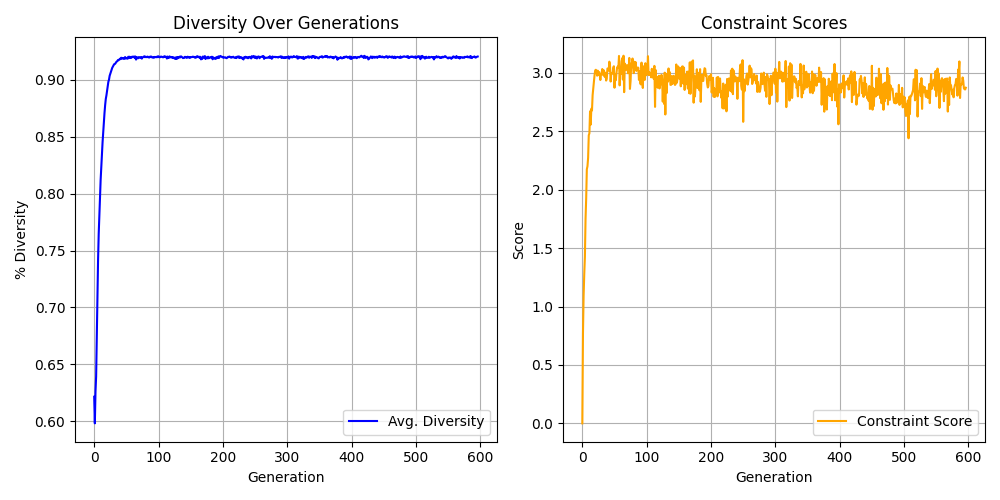 Diversity Over Generations
% Diversity
0.90
0.85
0.80
0.75
0.70
0.65
0.60
Avg. Diversity
0 100 200 300 400 500 600
Generation
Constraint Scores
Score
3.0
2.5
2.0
1.5
1.0
0.5
0.0
Constraint Score
0 100 200 300 400 500 600
Generation